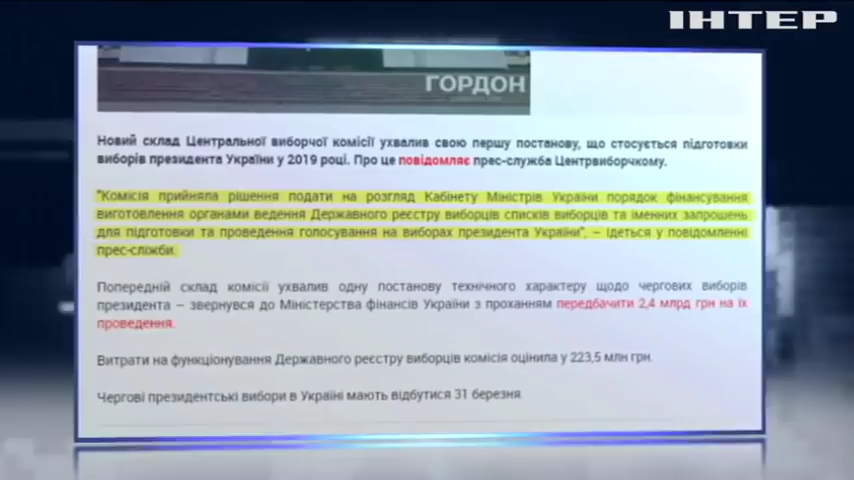 ІНТЕР
ГОРДОН
Новий склад Центральної виборчої комісії ухвалив свою першу постанову, що стосується підготовки
виборів президента України у 2019 році. Про це повідомляє прес-служба Центрвиборчкому.
"Комісія прийняла рішення подати на розгляд Кабінету Міністрів України порядок фінансування
виготовлення органами ведення Державного реєстру виборців списків виборців та іменних запрошень
для підготовки та проведення голосування на виборах президента України", – ідеться у повідомленні
прес-сліжби.
Попередній склад комісії ухвалив одну постанову технічного характеру щодо чергових виборів
президента – звернувся до Міністерства фінансів України з проханням передбачити 2,4 млрд грн на їх
проведення.
Витрати на функціонування Державного реєстру виборців комісія оцінила у 223,5 млн грн.
Чергові президентські вибори в Україні мають відбутися 31 березня